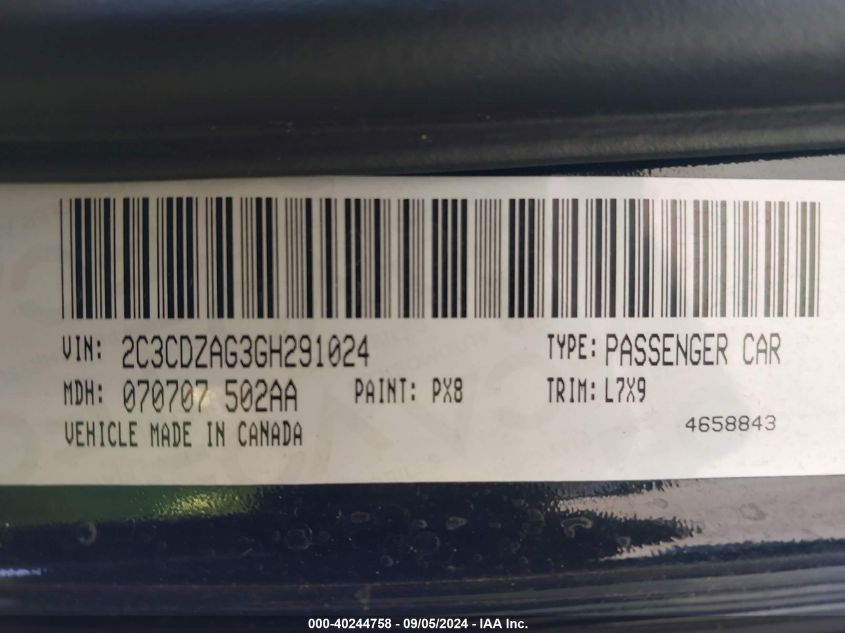 VIN: 2C3CDZAG3GH291024 TYPE: PASSENGER CAR
MDH: 070707 502AA PAINT: PX8 TRIM: L7X9
VEHICLE MADE IN CANADA 4658843
000-40244758 - 09/05/2024 - IAA Inc.